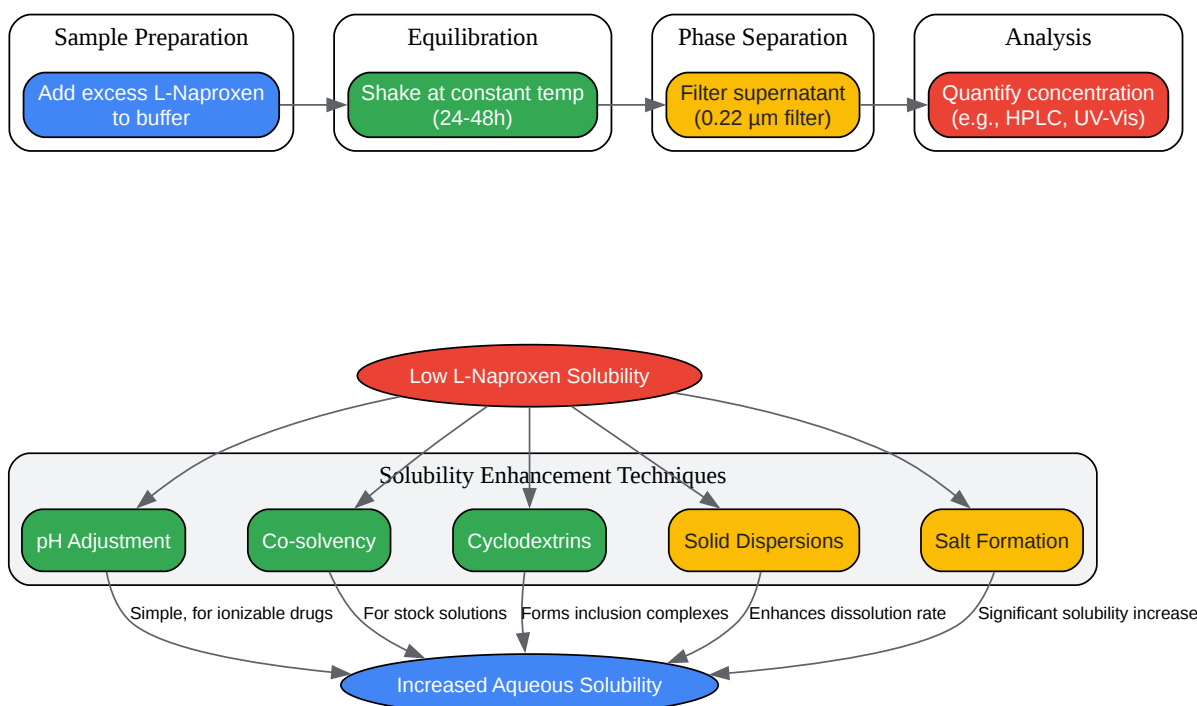 Sample Preparation
Equilibration
Phase Separation
Analysis
Add excess L-Naproxen
to buffer
Shake at constant temp
(24-48h)
Filter supernatant
(0.22 µm filter)
Quantify concentration
(e.g., HPLC, UV-Vis)
Low L-Naproxen Solubility
Solubility Enhancement Techniques
pH Adjustment
Co-solvency
Cyclodextrins
Solid Dispersions
Salt Formation
Simple, for ionizable drugs
For stock solutions
Forms inclusion complexes
Enhances dissolution rate
Significant solubility increase
Increased Aqueous Solubility